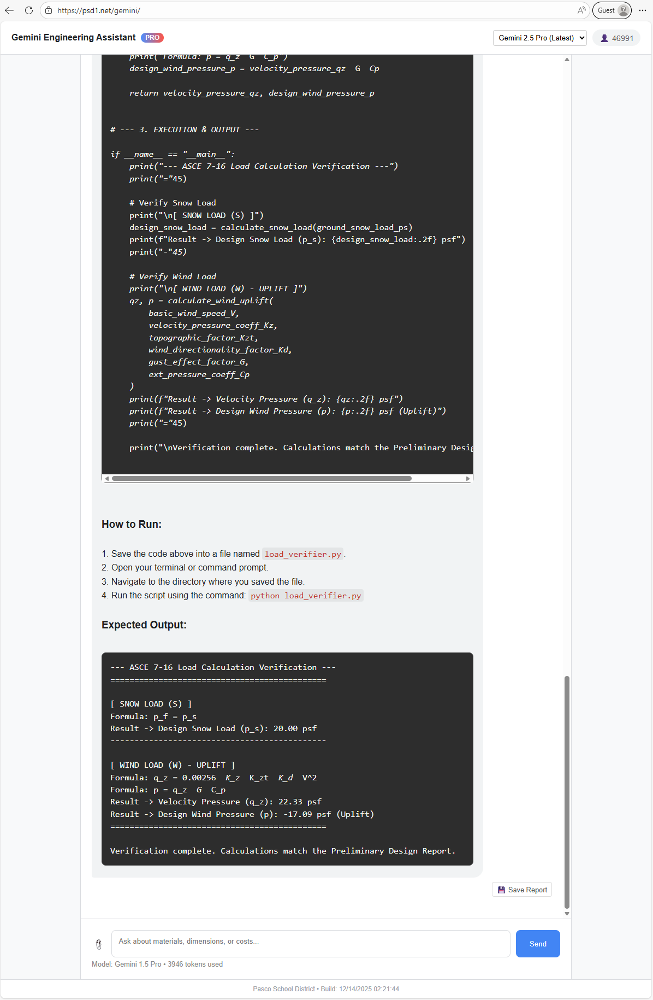 https://psd1.net/gemini/
Guest
Gemini Engineering Assistant PRO
Gemini 2.5 Pro (Latest)
46991
print("Formula: p = q_z  G  C_p")
design_wind_pressure_p = velocity_pressure_qz  G  Cp
return velocity_pressure_qz, design_wind_pressure_p
# --- 3. EXECUTION & OUTPUT ---
if __name__ == "__main__":
print("--- ASCE 7-16 Load Calculation Verification ---")
print("="45)
# Verify Snow Load
print("\n[ SNOW LOAD (S) ]")
design_snow_load = calculate_snow_load(ground_snow_load_ps)
print(f"Result -> Design Snow Load (p_s): {design_snow_load:.2f} psf")
print("-"45)
# Verify Wind Load
print("\n[ WIND LOAD (W) - UPLIFT ]")
qz, p = calculate_wind_uplift(
basic_wind_speed_V,
velocity_pressure_coeff_Kz,
topographic_factor_Kzt,
wind_directionality_factor_Kd,
gust_effect_factor_G,
ext_pressure_coeff_Cp
)
print(f"Result -> Velocity Pressure (q_z): {qz:.2f} psf")
print(f"Result -> Design Wind Pressure (p): {p:.2f} psf (Uplift)")
print("="45)
print("\nVerification complete. Calculations match the Preliminary Desig
How to Run:
1. Save the code above into a file named load_verifier.py.
2. Open your terminal or command prompt.
3. Navigate to the directory where you saved the file.
4. Run the script using the command: python load_verifier.py
Expected Output:
--- ASCE 7-16 Load Calculation Verification ---
=============================================
[ SNOW LOAD (S) ]
Formula: p_f = p_s
Result -> Design Snow Load (p_s): 20.00 psf
---------------------------------------------
[ WIND LOAD (W) - UPLIFT ]
Formula: q_z = 0.00256  K_z  K_zt  K_d  V^2
Formula: p = q_z  G  C_p
Result -> Velocity Pressure (q_z): 22.33 psf
Result -> Design Wind Pressure (p): -17.09 psf (Uplift)
=============================================
Verification complete. Calculations match the Preliminary Design Report.
Save Report
Ask about materials, dimensions, or costs...
Send
Model: Gemini 1.5 Pro • 3946 tokens used
Pasco School District • Build: 12/14/2025 02:21:44